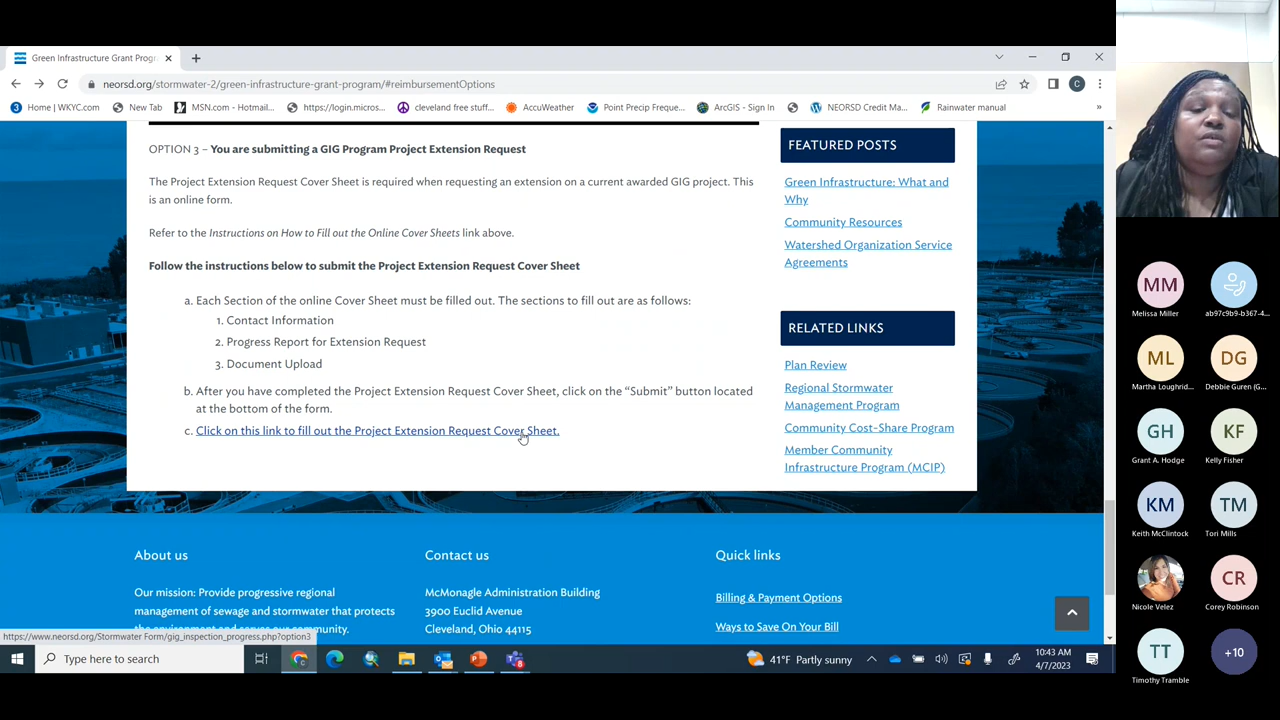 Green Infrastructure Grant Progr
neorsd.org/stormwater-2/green-infrastructure-grant-program/#reimbursementOptions
Home | WKYC.com
New Tab
MSN.com - Hotmail...
https://login.micros...
cleveland free stuff...
AccuWeather
Point Precip Freque...
ArcGIS - Sign In
NEORSD Credit Ma...
Rainwater manual
»
OPTION 3 – You are submitting a GIG Program Project Extension Request
The Project Extension Request Cover Sheet is required when requesting an extension on a current awarded GIG project. This
is an online form.
Refer to the Instructions on How to Fill out the Online Cover Sheets link above.
Follow the instructions below to submit the Project Extension Request Cover Sheet
a. Each Section of the online Cover Sheet must be filled out. The sections to fill out are as follows:
1. Contact Information
2. Progress Report for Extension Request
3. Document Upload
b. After you have completed the Project Extension Request Cover Sheet, click on the “Submit” button located
at the bottom of the form.
c. Click on this link to fill out the Project Extension Request Cover Sheet.
FEATURED POSTS
Green Infrastructure: What and
Why
Community Resources
Watershed Organization Service
Agreements
RELATED LINKS
Plan Review
Regional Stormwater
Management Program
Community Cost-Share Program
Member Community
Infrastructure Program (MCIP)
About us
Our mission: Provide progressive regional
management of sewage and stormwater that protects
the environment and serves our community.
Contact us
McMonagle Administration Building
3900 Euclid Avenue
Cleveland, Ohio 44115
Quick links
Billing & Payment Options
Ways to Save On Your Bill
https://www.neorsd.org/Stormwater Form/gig_inspection_progress.php?option3
Type here to search
41°F Partly sunny
10:43 AM
4/7/2023
MM
Melissa Miller
ab97c9b9-b367-4...
ML
Martha Loughrid...
DG
Debbie Guren (G...
GH
Grant A. Hodge
KF
Kelly Fisher
KM
Keith McClintock
TM
Tori Mills
Nicole Velez
CR
Corey Robinson
TT
Timothy Tramble
+10